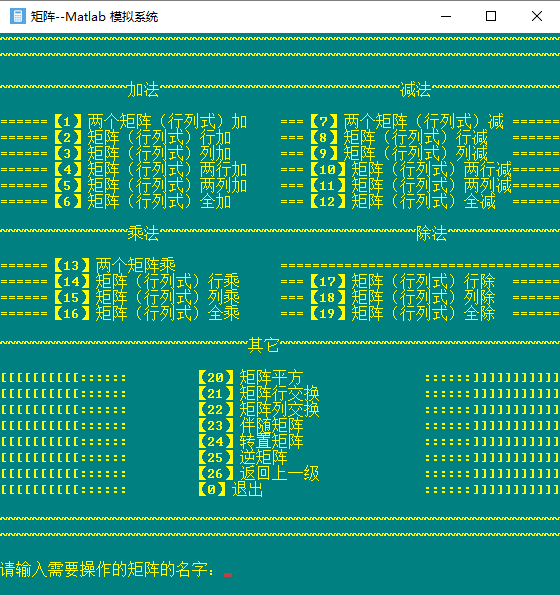 矩阵--Matlab 模拟系统
~~~~~~~~~~~~~~~~~~~~~~~~~~~~~~~~~~~~~~~~~~~~~~~~~~~~~~~~~~~~~~~~~~~~~~
~~~~~~~~~~~~~~~~~~~~~~~~~~~~~~~~~~~~~~~~~~~~~~~~~~~~~~~~~~~~~~~~~~~~~~
~~~~~~~~~~~~~~~~加法~~~~~~~~~~~~~~~~~~~~~~~~~~~~~~减法~~~~~~~~~~~~~~~~
======【1】两个矩阵（行列式）加 ===【7】两个矩阵（行列式）减 ======
======【2】矩阵（行列式）行加 ===【8】矩阵（行列式）行减 ======
======【3】矩阵（行列式）列加 ===【9】矩阵（行列式）列减 ======
======【4】矩阵（行列式）两行加 ===【10】矩阵（行列式）两行减======
======【5】矩阵（行列式）两列加 ===【11】矩阵（行列式）两列减======
======【6】矩阵（行列式）全加 ===【12】矩阵（行列式）全减 ======
~~~~~~~~~~~~~~~~乘法~~~~~~~~~~~~~~~~~~~~~~~~~~~~~~~~除法~~~~~~~~~~~~~~
======【13】两个矩阵乘 ===================================
======【14】矩阵（行列式）行乘 ===【17】矩阵（行列式）行除 ======
======【15】矩阵（行列式）列乘 ===【18】矩阵（行列式）列除 ======
======【16】矩阵（行列式）全乘 ===【19】矩阵（行列式）全除 ======
~~~~~~~~~~~~~~~~~~~~~~~~~~~~~~~其它~~~~~~~~~~~~~~~~~~~~~~~~~~~~~~~~~~~
[[[[[[[[[[:::::: 【20】矩阵平方 ::::::]]]]]]]]]]]
[[[[[[[[[[:::::: 【21】矩阵行交换 ::::::]]]]]]]]]]]
[[[[[[[[[[:::::: 【22】矩阵列交换 ::::::]]]]]]]]]]]
[[[[[[[[[[:::::: 【23】伴随矩阵 ::::::]]]]]]]]]]]
[[[[[[[[[[:::::: 【24】转置矩阵 ::::::]]]]]]]]]]]
[[[[[[[[[[:::::: 【25】逆矩阵 ::::::]]]]]]]]]]]
[[[[[[[[[[:::::: 【26】返回上一级 ::::::]]]]]]]]]]]
[[[[[[[[[[:::::: 【0】退出 ::::::]]]]]]]]]]]
~~~~~~~~~~~~~~~~~~~~~~~~~~~~~~~~~~~~~~~~~~~~~~~~~~~~~~~~~~~~~~~~~~~~~~
~~~~~~~~~~~~~~~~~~~~~~~~~~~~~~~~~~~~~~~~~~~~~~~~~~~~~~~~~~~~~~~~~~~~~~
请输入需要操作的矩阵的名字：